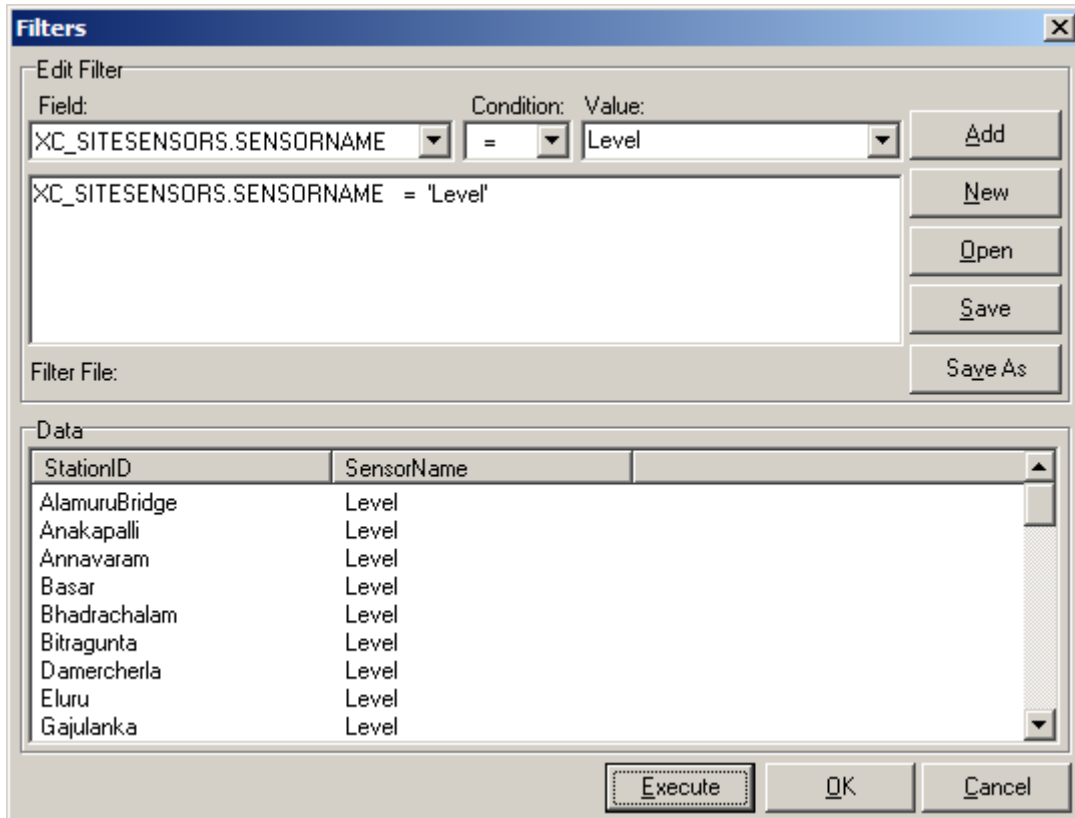 Filters
Edit Filter
Field: Condition: Value:
XC_SITESENSORS.SENSORNAME = Level
Add
XC_SITESENSORS.SENSORNAME = 'Level'
New
Open
Save
Save As
Filter File:
Data
StationID SensorName
AlamuruBridge Level
Anakapalli Level
Annavaram Level
Basar Level
Bhadrachalam Level
Bitragunta Level
Damercherla Level
Eluru Level
Gajulanka Level
Execute OK Cancel